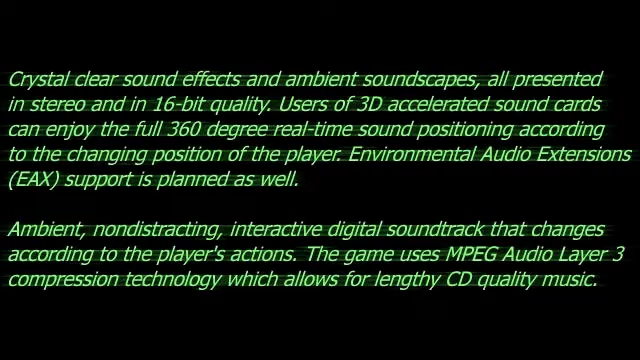 Crystal clear sound effects and ambient soundscapes, all presented
in stereo and in 16-bit quality. Users of 3D accelerated sound cards
can enjoy the full 360 degree real-time sound positioning according
to the changing position of the player. Environmental Audio Extensions
(EAX) support is planned as well.
Ambient, nondistracting, interactive digital soundtrack that changes
according to the player's actions. The game uses MPEG Audio Layer 3
compression technology which allows for lengthy CD quality music.